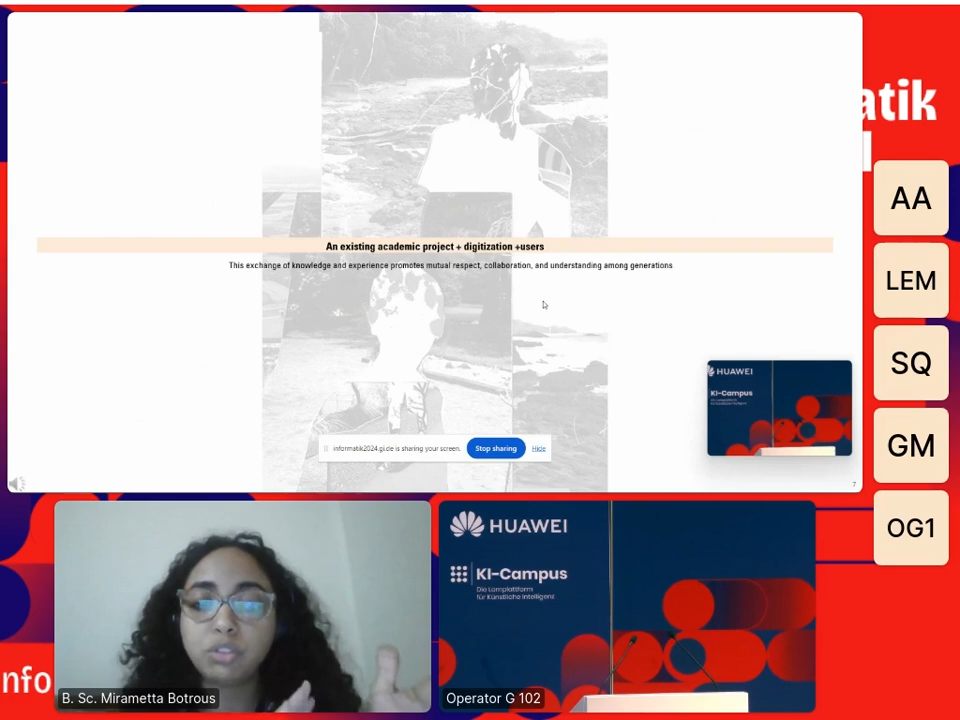 An existing academic project + digitization +users
This exchange of knowledge and experience promotes mutual respect, collaboration, and understanding among generations
informatik2024.gi.de is sharing your screen.
Stop sharing
Hide
HUAWEI
KI-Campus
7
atik
AA
LEM
SQ
GM
OG1
nfo
B. Sc. Mirametta Botrous
HUAWEI
KI-Campus
Die Lernplattform
für Künstliche Intelligenz
Operator G 102